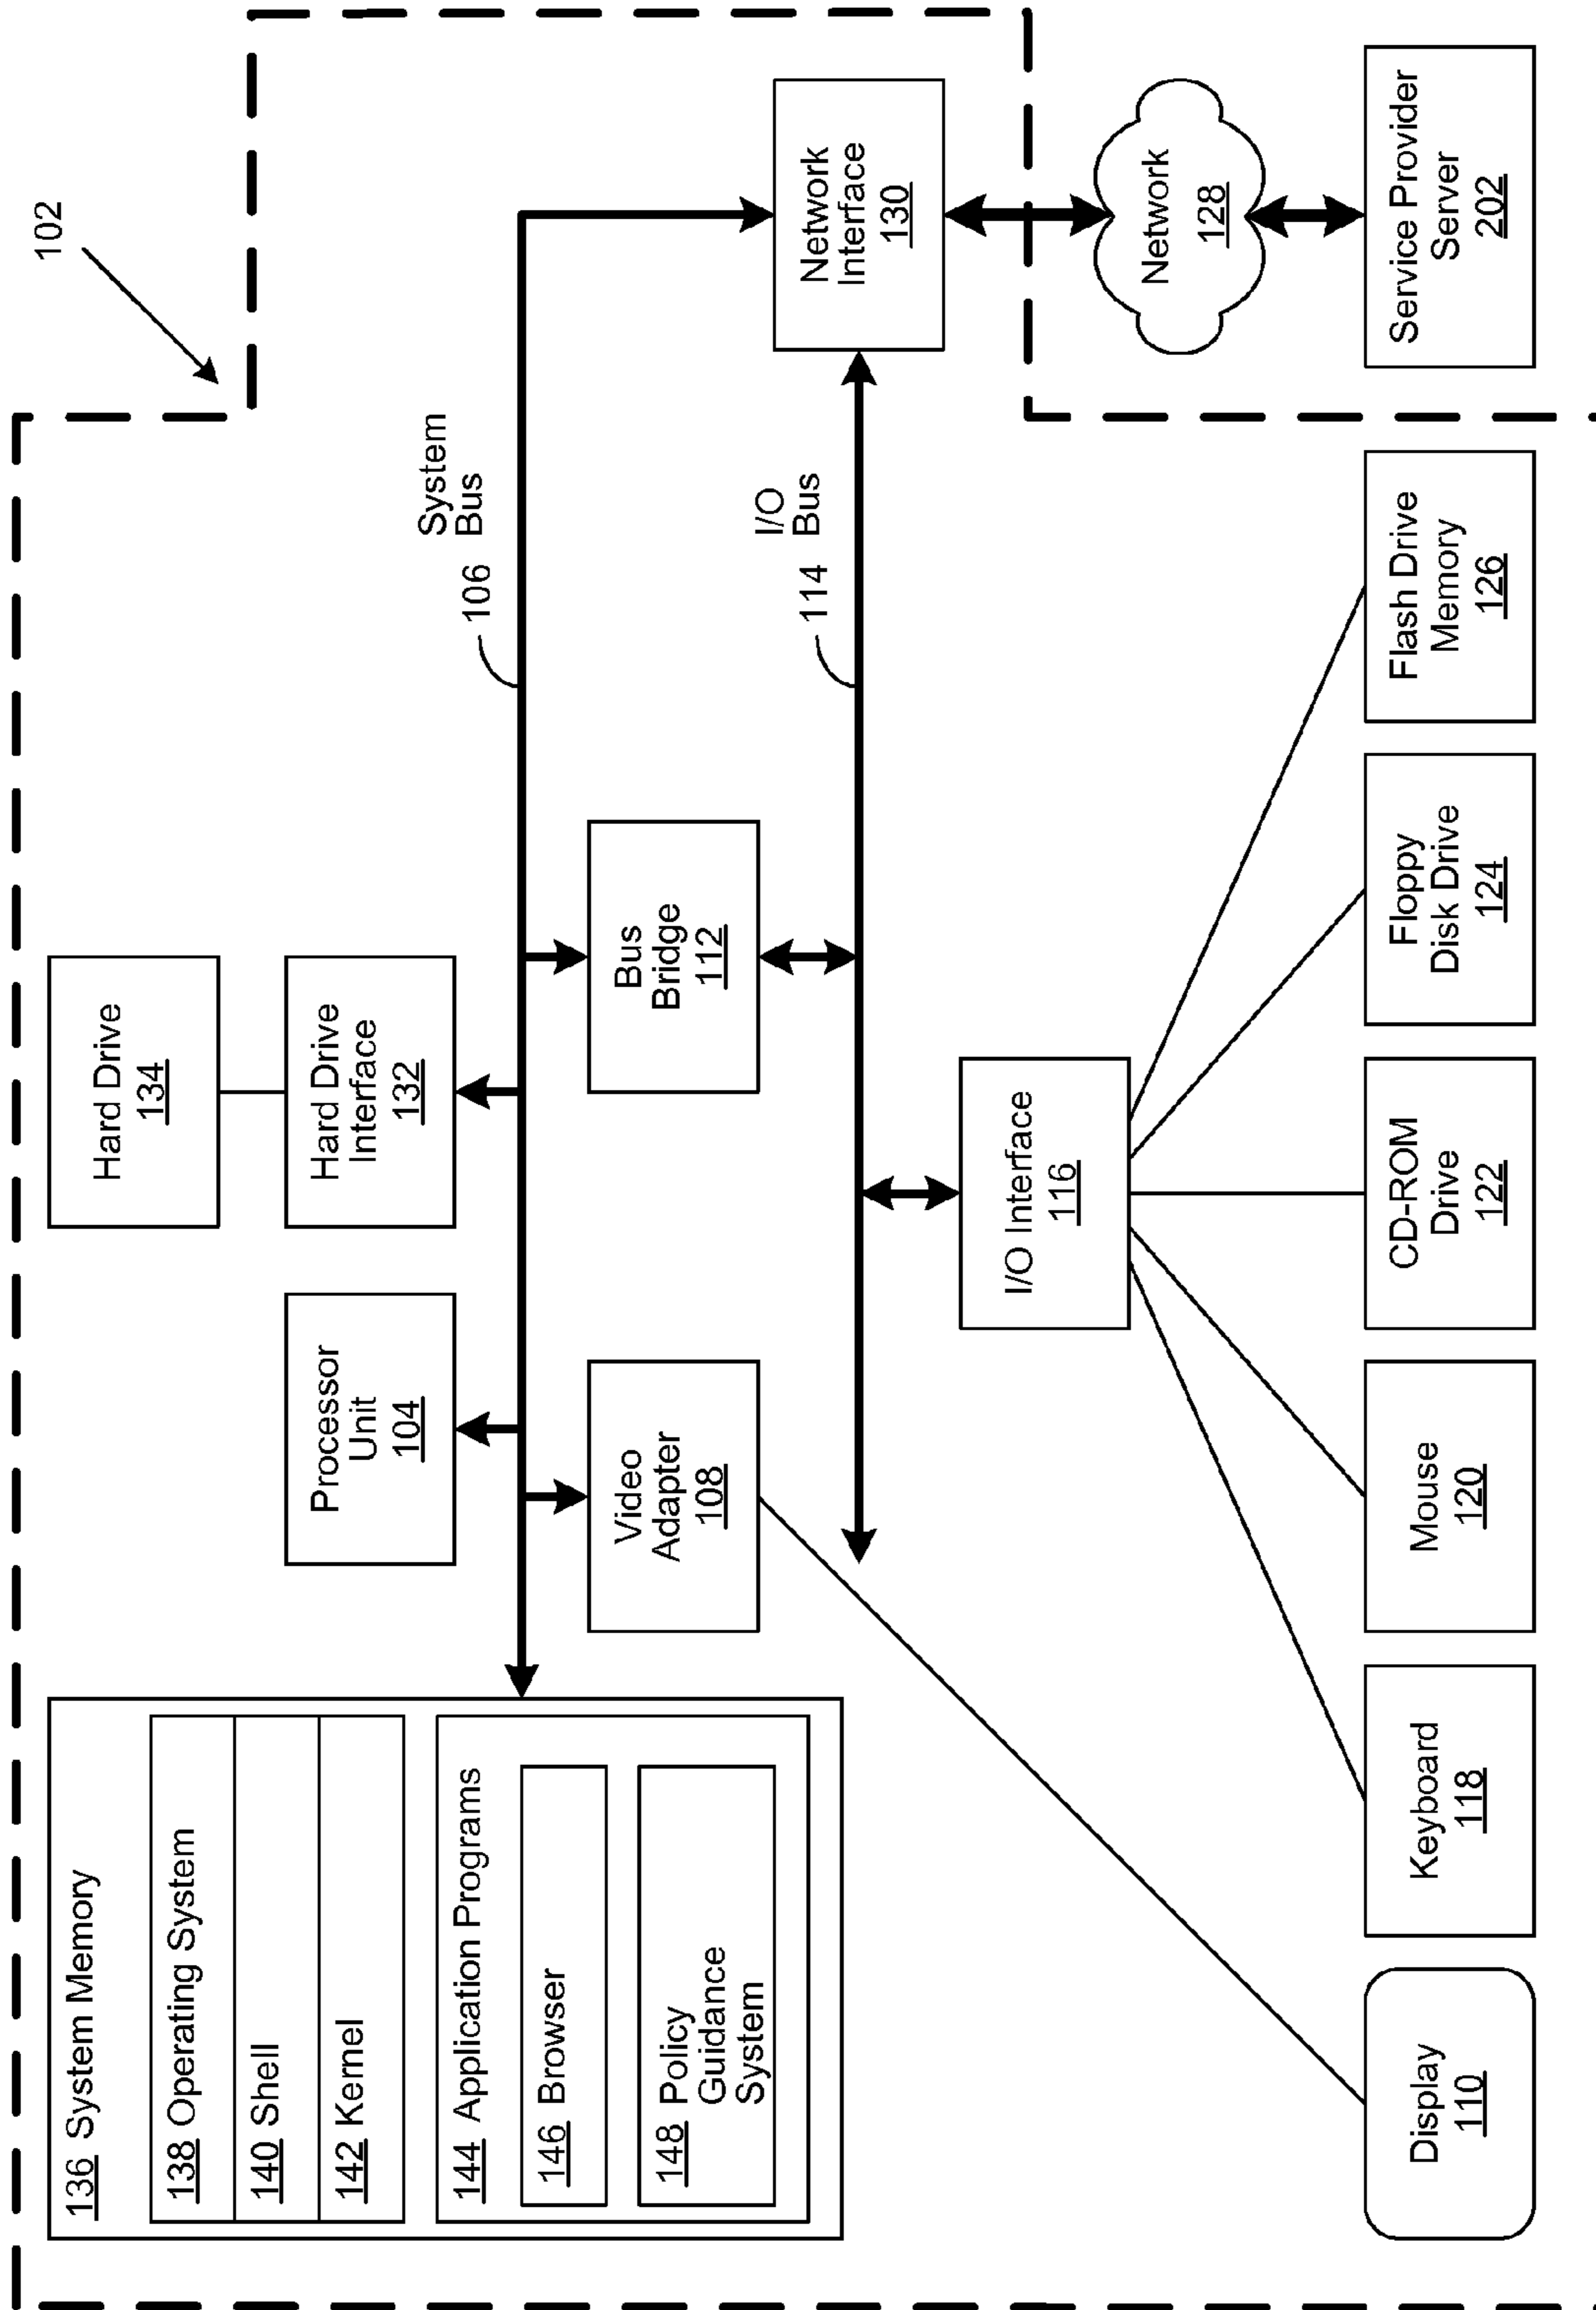 102
136 System Memory
138 Operating System
140 Shell
142 Kernel
144 Application Programs
146 Browser
148 Policy
Guidance
System
Processor
Unit
104
Hard Drive
134
Hard Drive
Interface
132
System
Bus
106
Video
Adapter
108
Bus
Bridge
112
I/O
Bus
114
Network
Interface
130
I/O Interface
116
Network
128
Display
110
Keyboard
118
Mouse
120
CD-ROM
Drive
122
Floppy
Disk Drive
124
Flash Drive
Memory
126
Service Provider
Server
202